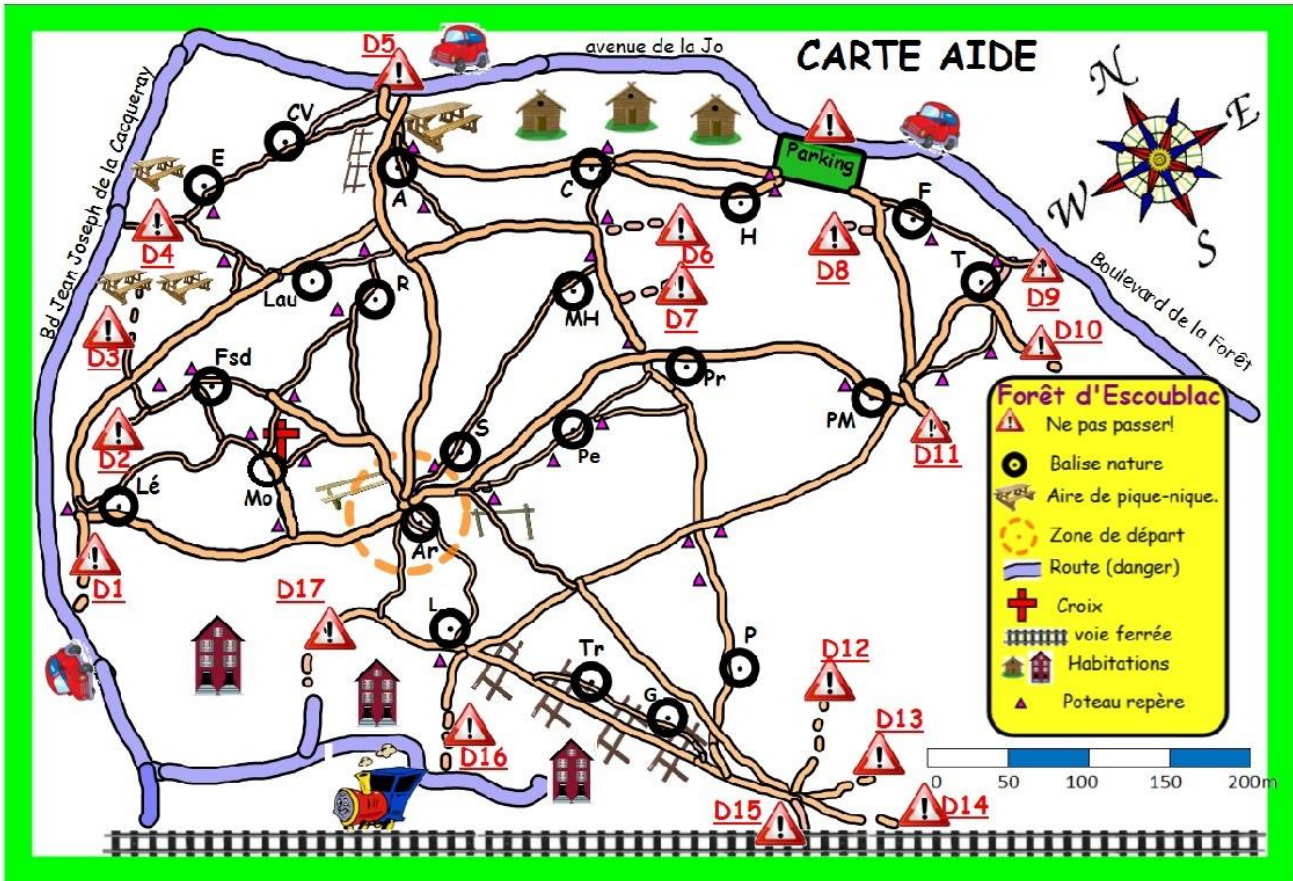 CARTE AIDE
avenue de la Jo
Bd Jean Joseph de la Cacqueray
Boulevard de la Forêt
N
E
W
S
D5
CV
E
A
C
Parking
H
F
D4
D6
D8
T
D9
Lau
R
MH
D7
D10
D3
Fsd
Pr
PM
D11
D2
S
Pe
Lé
Mo
Ar
D1
D17
L
Tr
P
D12
G
D13
D16
D15
D14
Forêt d'Escoublac
Ne pas passer!
Balise nature
Aire de pique-nique.
Zone de départ
Route (danger)
Croix
voie ferrée
Habitations
Poteau repère
0 50 100 150 200m